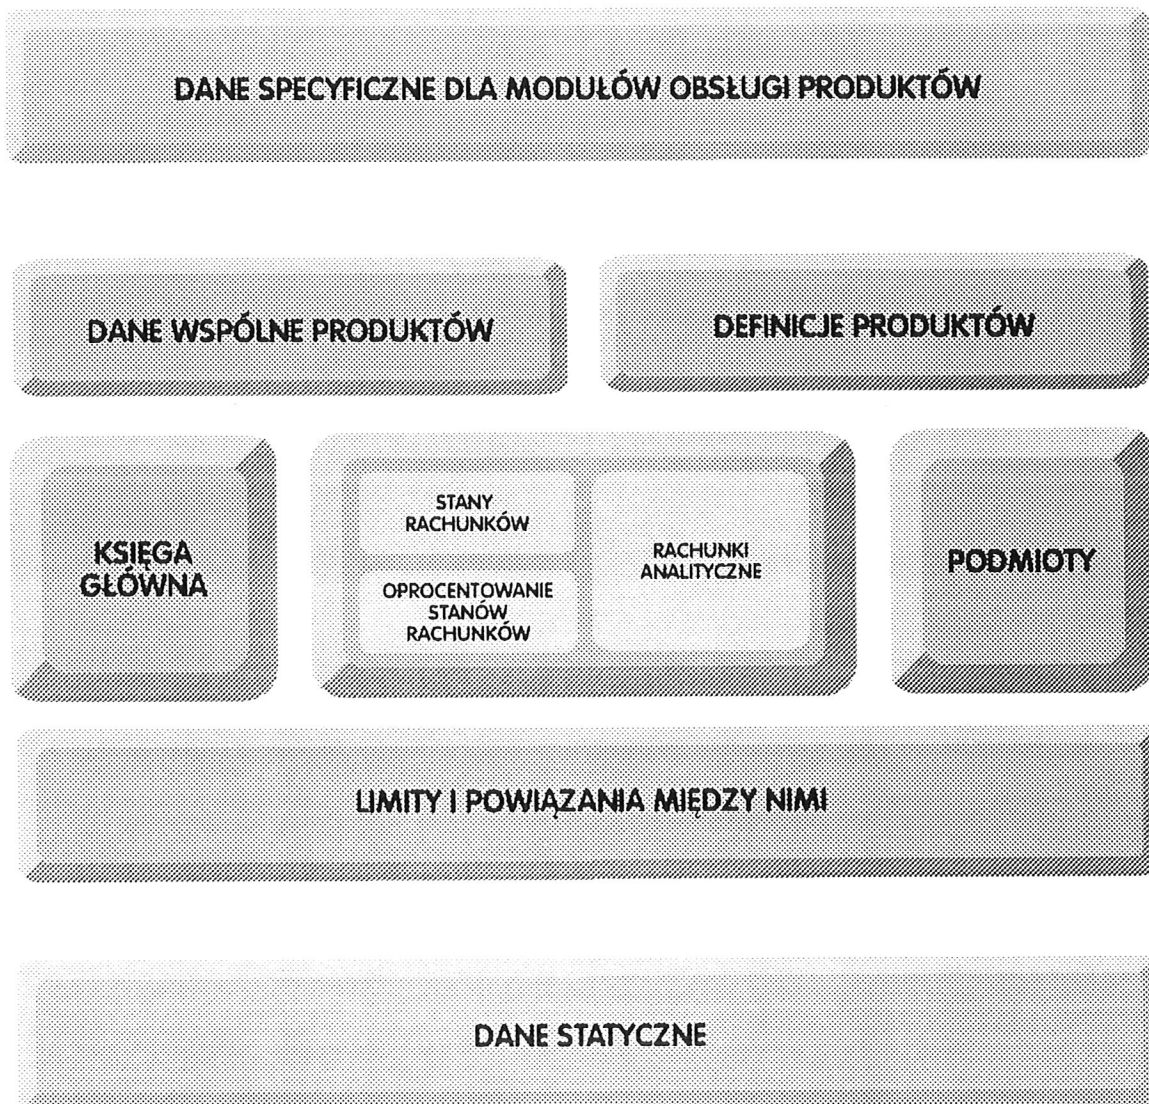 DANE SPECYFICZNE DLA MODUŁÓW OBSŁUGI PRODUKTÓW
DANE WSPÓLNE PRODUKTÓW
DEFINICJE PRODUKTÓW
KSIĘGA
GŁÓWNA
STANY
RACHUNKÓW
OPROCENTOWANIE
STANÓW
RACHUNKÓW
RACHUNKI
ANALITYCZNE
PODMIOTY
LIMITY I POWIĄZANIA MIĘDZY NIMI
DANE STATYCZNE